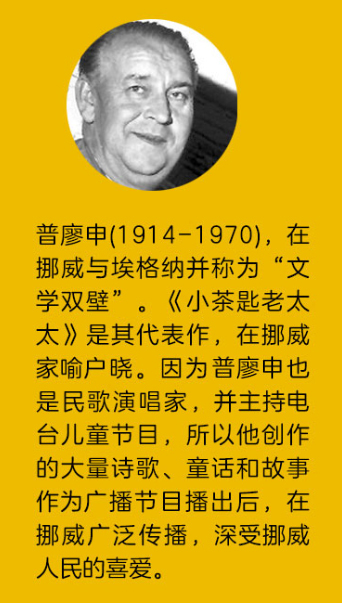 普廖申(1914-1970)，在
挪威与埃格纳并称为“文
学双璧”。《小茶匙老太
太》是其代表作，在挪威
家喻户晓。因为普廖申也
是民歌演唱家，并主持电
台儿童节目，所以他创作
的大量诗歌、童话和故事
作为广播节目播出后，在
挪威广泛传播，深受挪威
人民的喜爱。